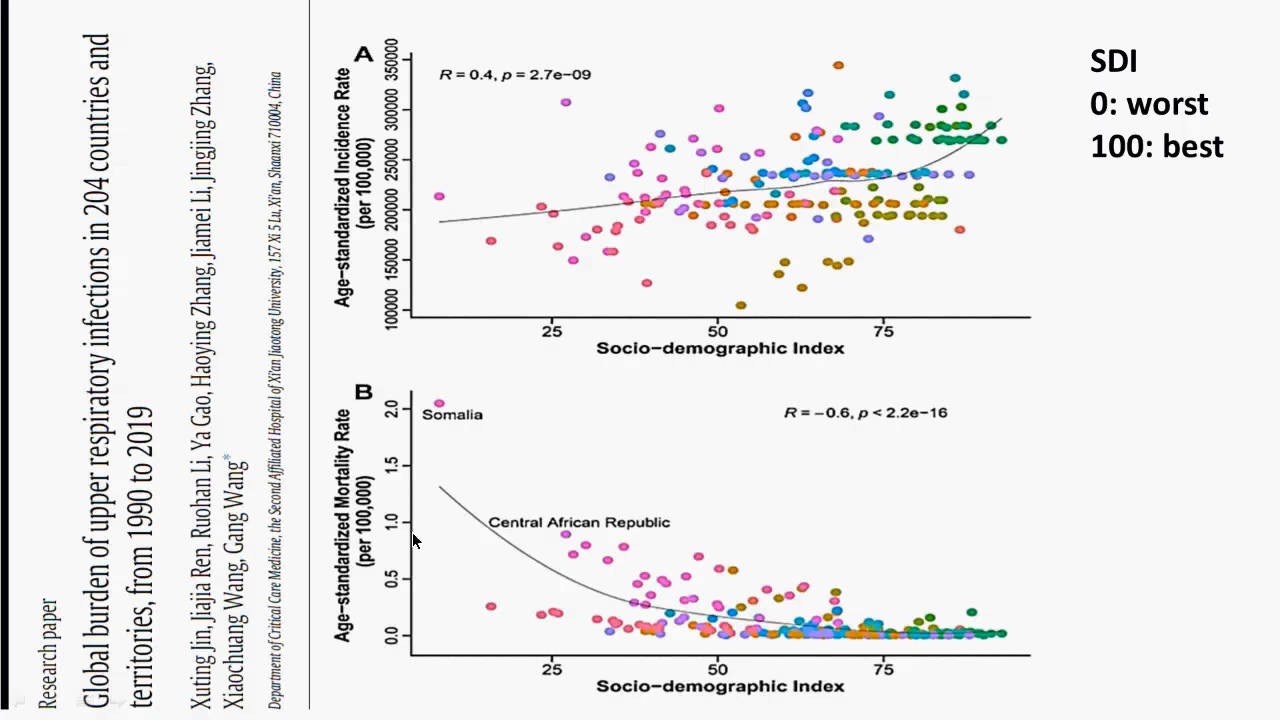 Research paper
Global burden of upper respiratory infections in 204 countries and
territories, from 1990 to 2019
Xuting Jin, Jiajia Ren, Ruohan Li, Ya Gao, Haoying Zhang, Jiamei Li, Jingjing Zhang,
Xiaochuang Wang, Gang Wang*
Department of Critical Care Medicine, the Second Affiliated Hospital of Xi'an Jiaotong University, 157 Xi 5 Lu, Xi'an, Shaanxi 710004, China
A
R = 0.4, p = 2.7e−09
Age−standardized Incidence Rate
(per 100,000)
350000
300000
250000
200000
150000
100000
25 50 75
Socio−demographic Index
B
R = −0.6, p < 2.2e−16
Somalia
Central African Republic
Age−standardized Mortality Rate
(per 100,000)
2.0
1.5
1.0
0.5
0.0
25 50 75
Socio−demographic Index
SDI
0: worst
100: best